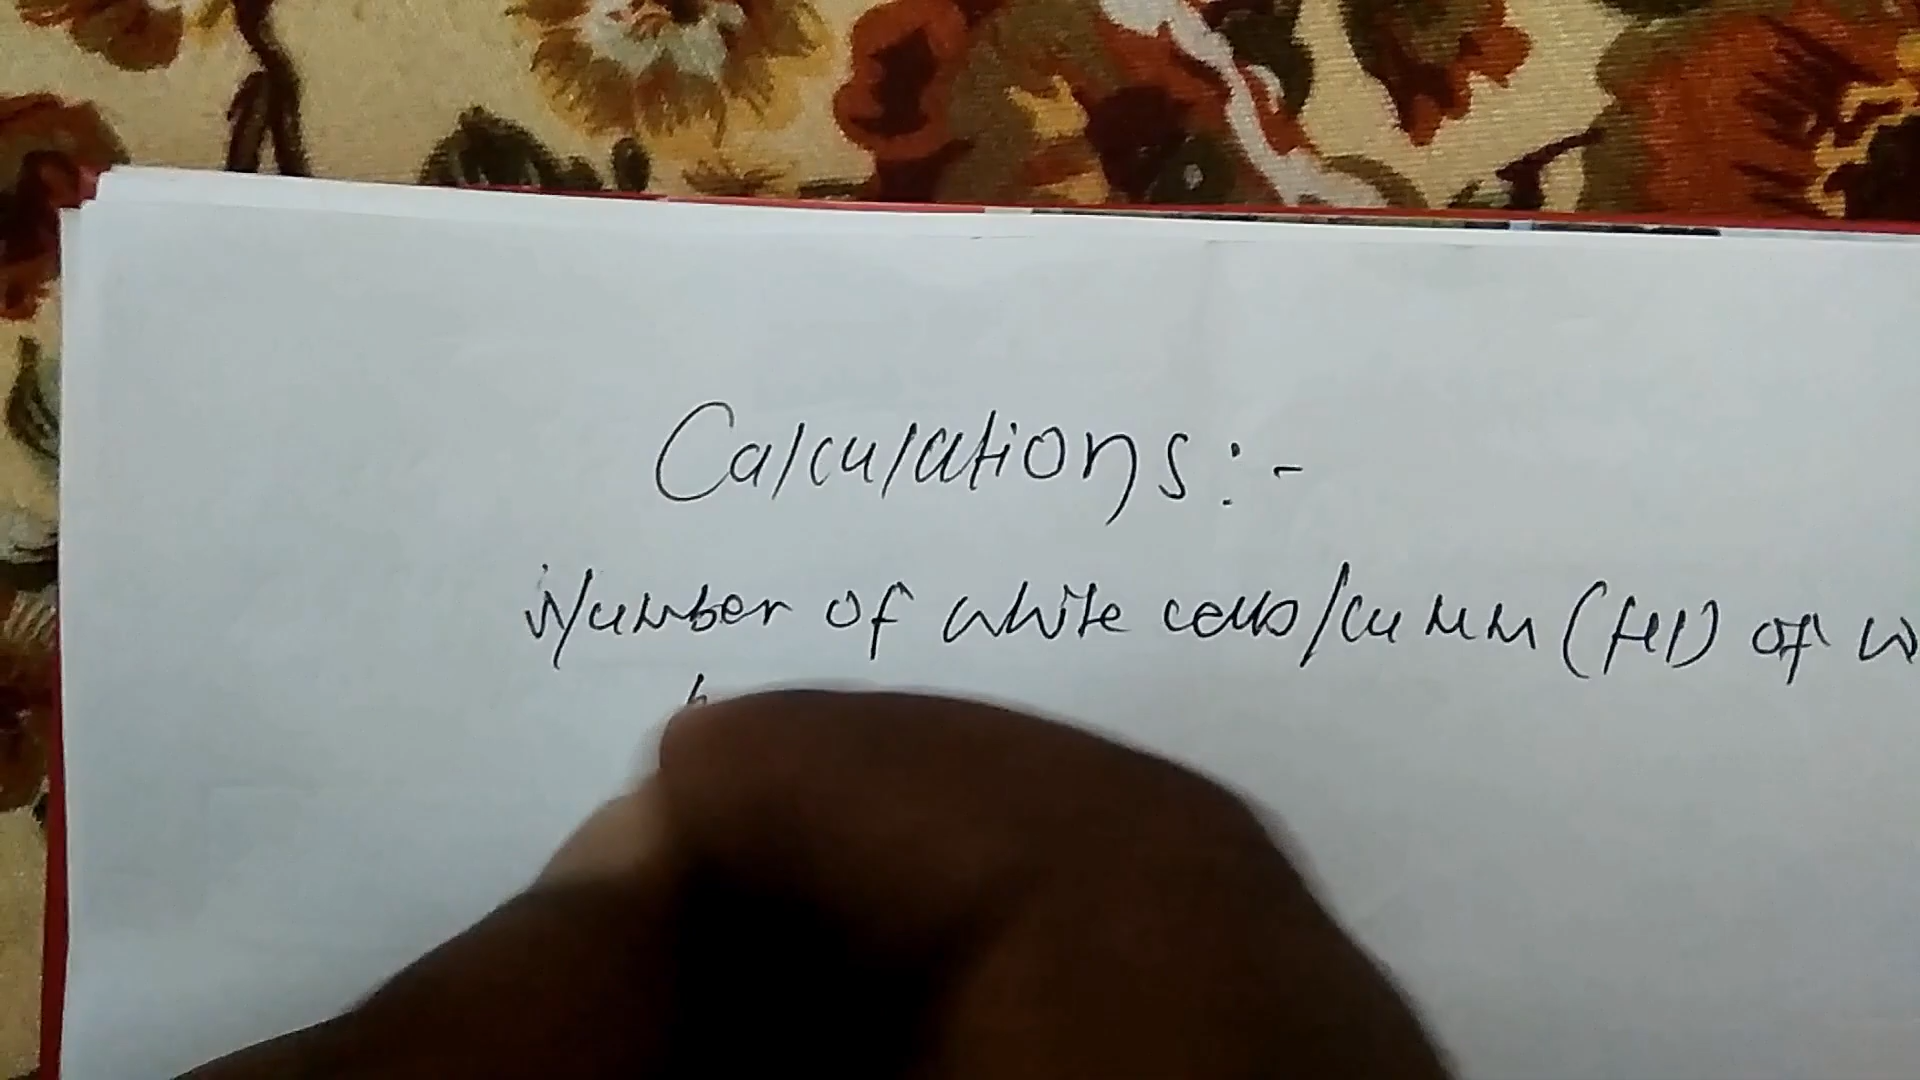 Calculations:-
Number of white cells/cu mm (μl) of w